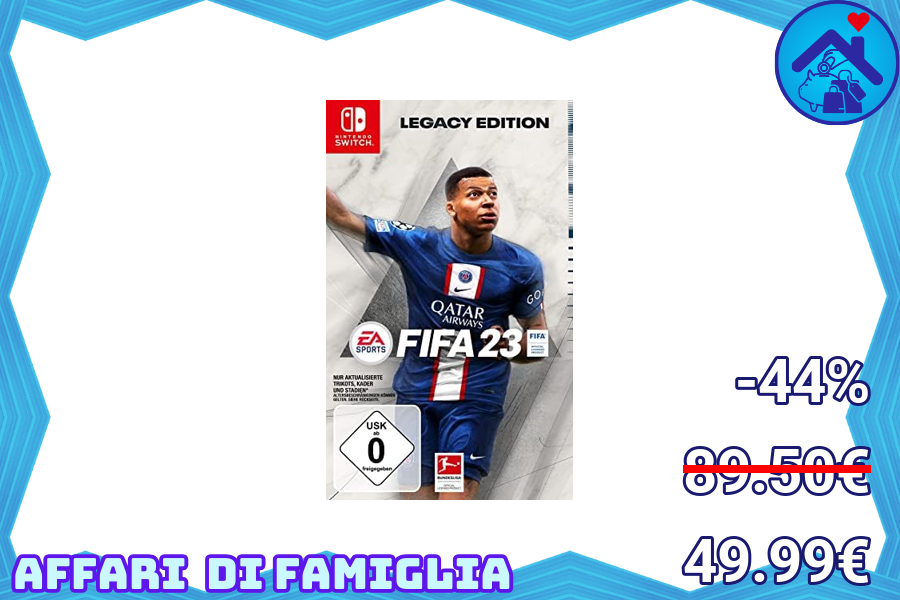 NINTENDO
SWITCH.
LEGACY EDITION
QATAR
AIRWAYS
GO
EA
SPORTS
FIFA 23
FIFA
NUR AKTUALISIERTE
TRIKOTS, KADER
UND STADIEN*
USK
ab
0
freigegeben
BUNDESLIGA
-44%
89.50€
49.99€
AFFARI DI FAMIGLIA